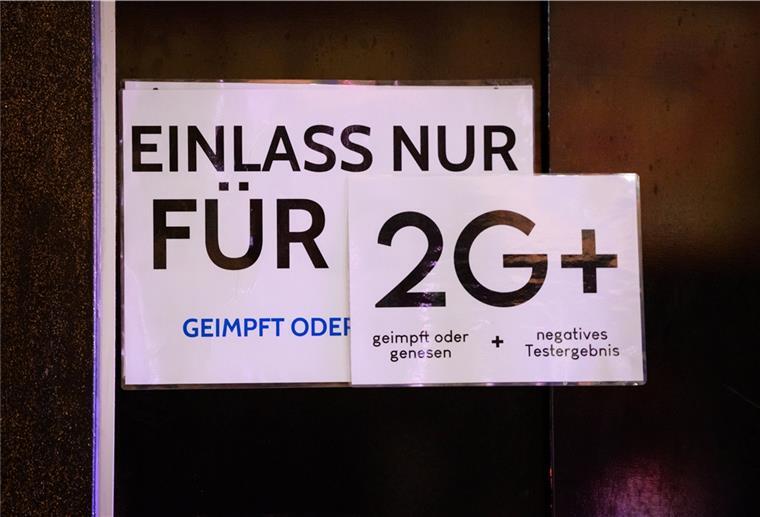 EINLASS NUR
FÜR
GEIMPFT ODER
2G+
geimpft oder
genesen
+
negatives
Testergebnis